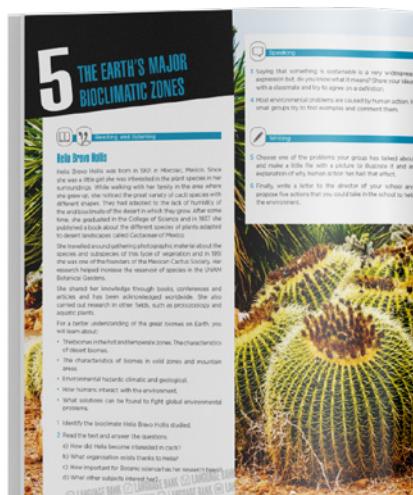 5
THE EARTH'S MAJOR
BIOCLIMATIC ZONES
Reading and listening
Helia Bravo Hollis
Helia Bravo Hollis was born in 1901 in Mixcoac, Mexico. Since
she was a little girl she was interested in the plant species in her
surroundings. While walking with her family in the area where
she grew up, she noticed the great variety of cacti species with
different shapes. They had adapted to the lack of humidity of
the arid bioclimate of the desert in which they grow. After some
time, she graduated in the College of Science and in 1937 she
published a book about the different species of plants adapted
to desert landscapes called Cactaceae of Mexico.
She travelled around gathering photographic material about the
species and subspecies of this type of vegetation and in 1951
she was one of the founders of the Mexican Cactus Society. Her
research helped increase the reservoir of species in the UNAM
Botanical Gardens.
She shared her knowledge through books, conferences and
articles and has been acknowledged worldwide. She also
carried out research in other fields, such as protozoology and
aquatic plants.
For a better understanding of the great biomes on Earth you
will learn about:
• The biomes in the hot and temperate zones. The characteristics
of desert biomes.
• The characteristics of biomes in cold zones and mountain
areas.
• Environmental hazards: climatic and geological.
• How humans interact with the environment.
• What solutions can be found to fight global environmental
problems.
1 Identify the bioclimate Helia Bravo Hollis studied.
2 Read the text and answer the questions.
a) How did Helia become interested in cacti?
b) What organisation exists thanks to Helia?
c) How important for Botanic science has her research been?
d) What other subjects interest her?
LANGUAGE BANK LANGUAGE BANK LANGUAGE BANK
Speaking
3 Saying that something is sustainable is a very widespread
expression but, do you know what it means? Share your ideas
with a classmate and try to agree on a definition.
4 Most environmental problems are caused by human action. In
small groups try to find examples and comment them.
Writing
5 Choose one of the problems your group has talked about
and make a little file with a picture to illustrate it and an
explanation of why human action has had that effect.
6 Finally, write a letter to the director of your school and
propose five actions that you could take in the school to help
the environment.